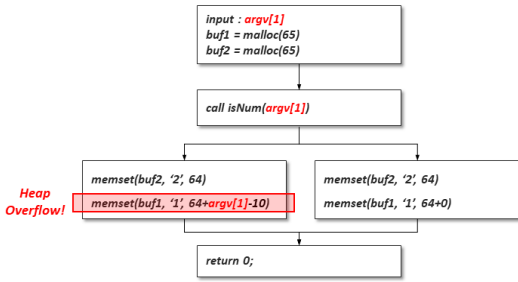 input : argv[1]
buf1 = malloc(65)
buf2 = malloc(65)
call isNum(argv[1])
memset(buf2, ‘2’, 64)
memset(buf1, ‘1’, 64+argv[1]-10)
Heap
Overflow!
memset(buf2, ‘2’, 64)
memset(buf1, ‘1’, 64+0)
return 0;